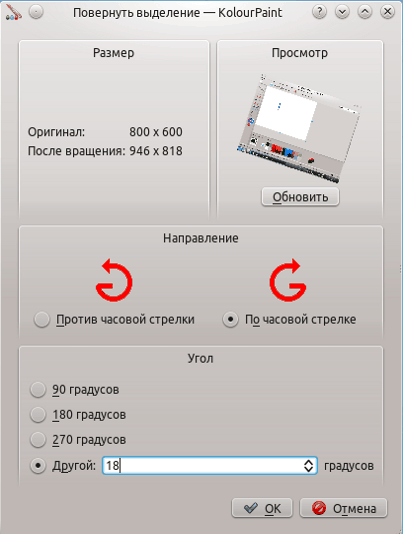 Повернуть выделение — KolourPaint
Размер
Оригинал: 800 x 600
После вращения: 946 x 818
Просмотр
Обновить
Направление
Против часовой стрелки
По часовой стрелке
Угол
90 градусов
180 градусов
270 градусов
Другой: 18 градусов
OK
Отмена